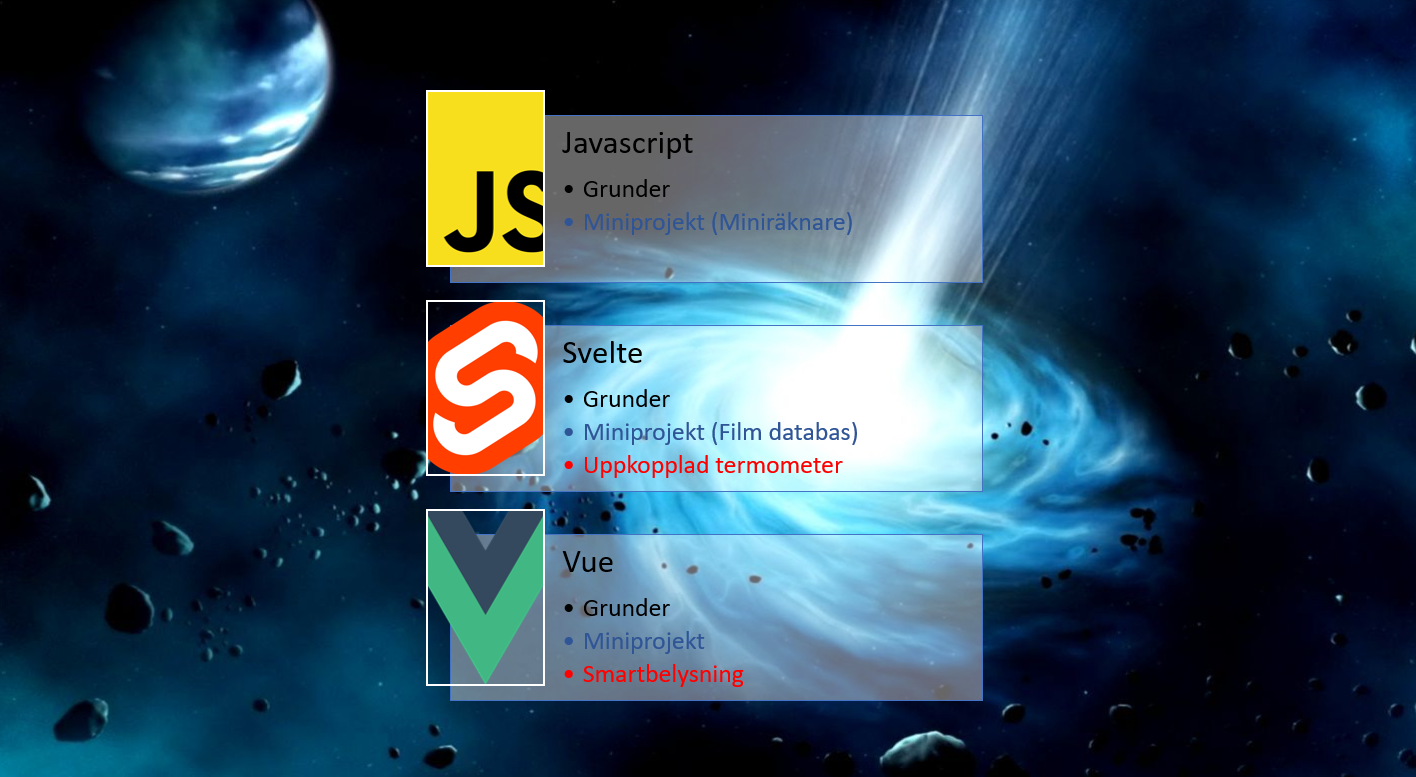 JS
Javascript
• Grunder
• Miniprojekt (Miniräknare)
Svelte
• Grunder
• Miniprojekt (Film databas)
• Uppkopplad termometer
Vue
• Grunder
• Miniprojekt
• Smartbelysning